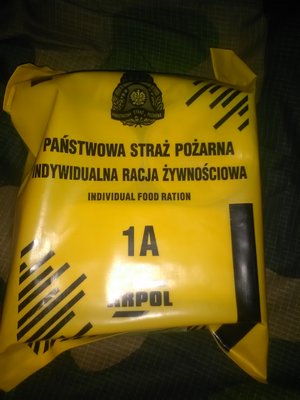 PAŃSTWOWA STRAŻ POŻARNA
INDYWIDUALNA RACJA ŻYWNOŚCIOWA
INDIVIDUAL FOOD RATION
1A
ARPOL